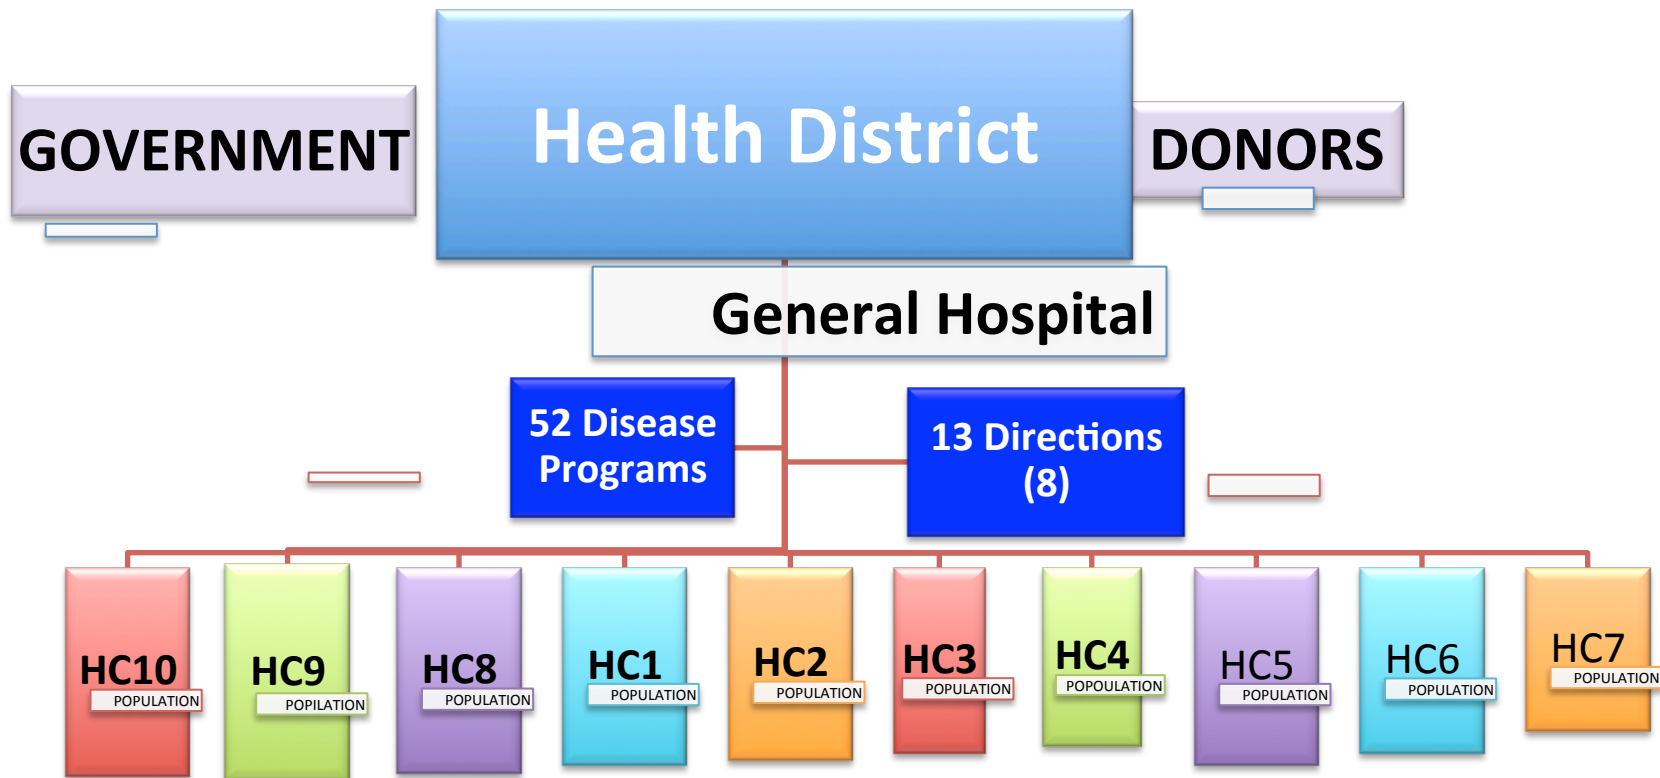 GOVERNMENT
Health District
DONORS
General Hospital
52 Disease
Programs
13 Directions
(8)
HC10
POPULATION
HC9
POPILATION
HC8
POPULATION
HC1
POPULATION
HC2
POPULATION
HC3
POPULATION
HC4
POPOULATION
HC5
POPULATION
HC6
POPULATION
HC7
POPULATION